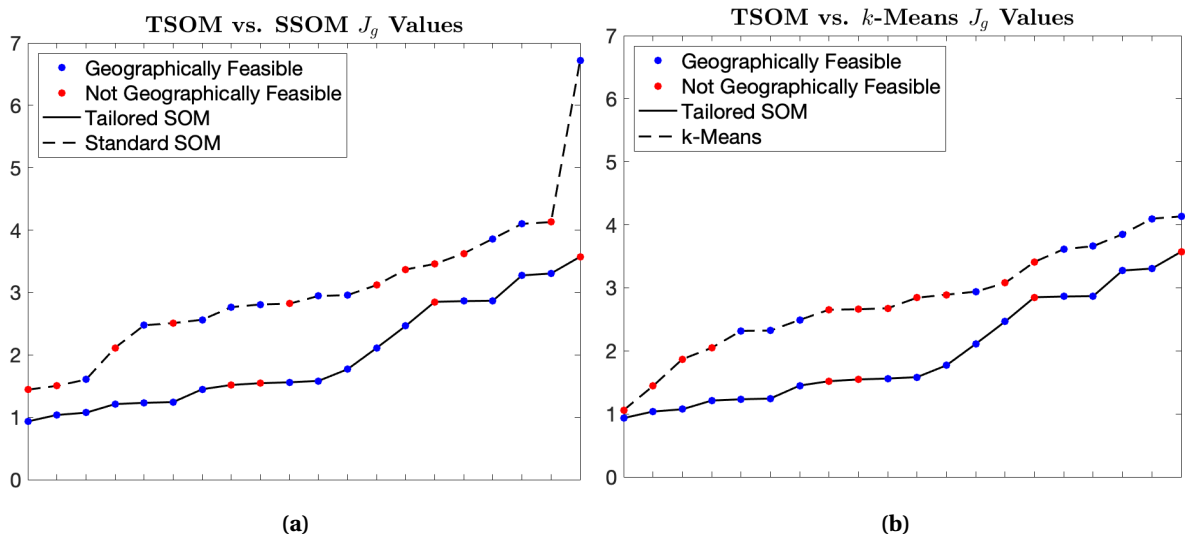 TSOM vs. SSOM J_g Values
7
6
5
4
3
2
1
0
Geographically Feasible
Not Geographically Feasible
Tailored SOM
Standard SOM
(a)
TSOM vs. k-Means J_g Values
7
6
5
4
3
2
1
0
Geographically Feasible
Not Geographically Feasible
Tailored SOM
k-Means
(b)